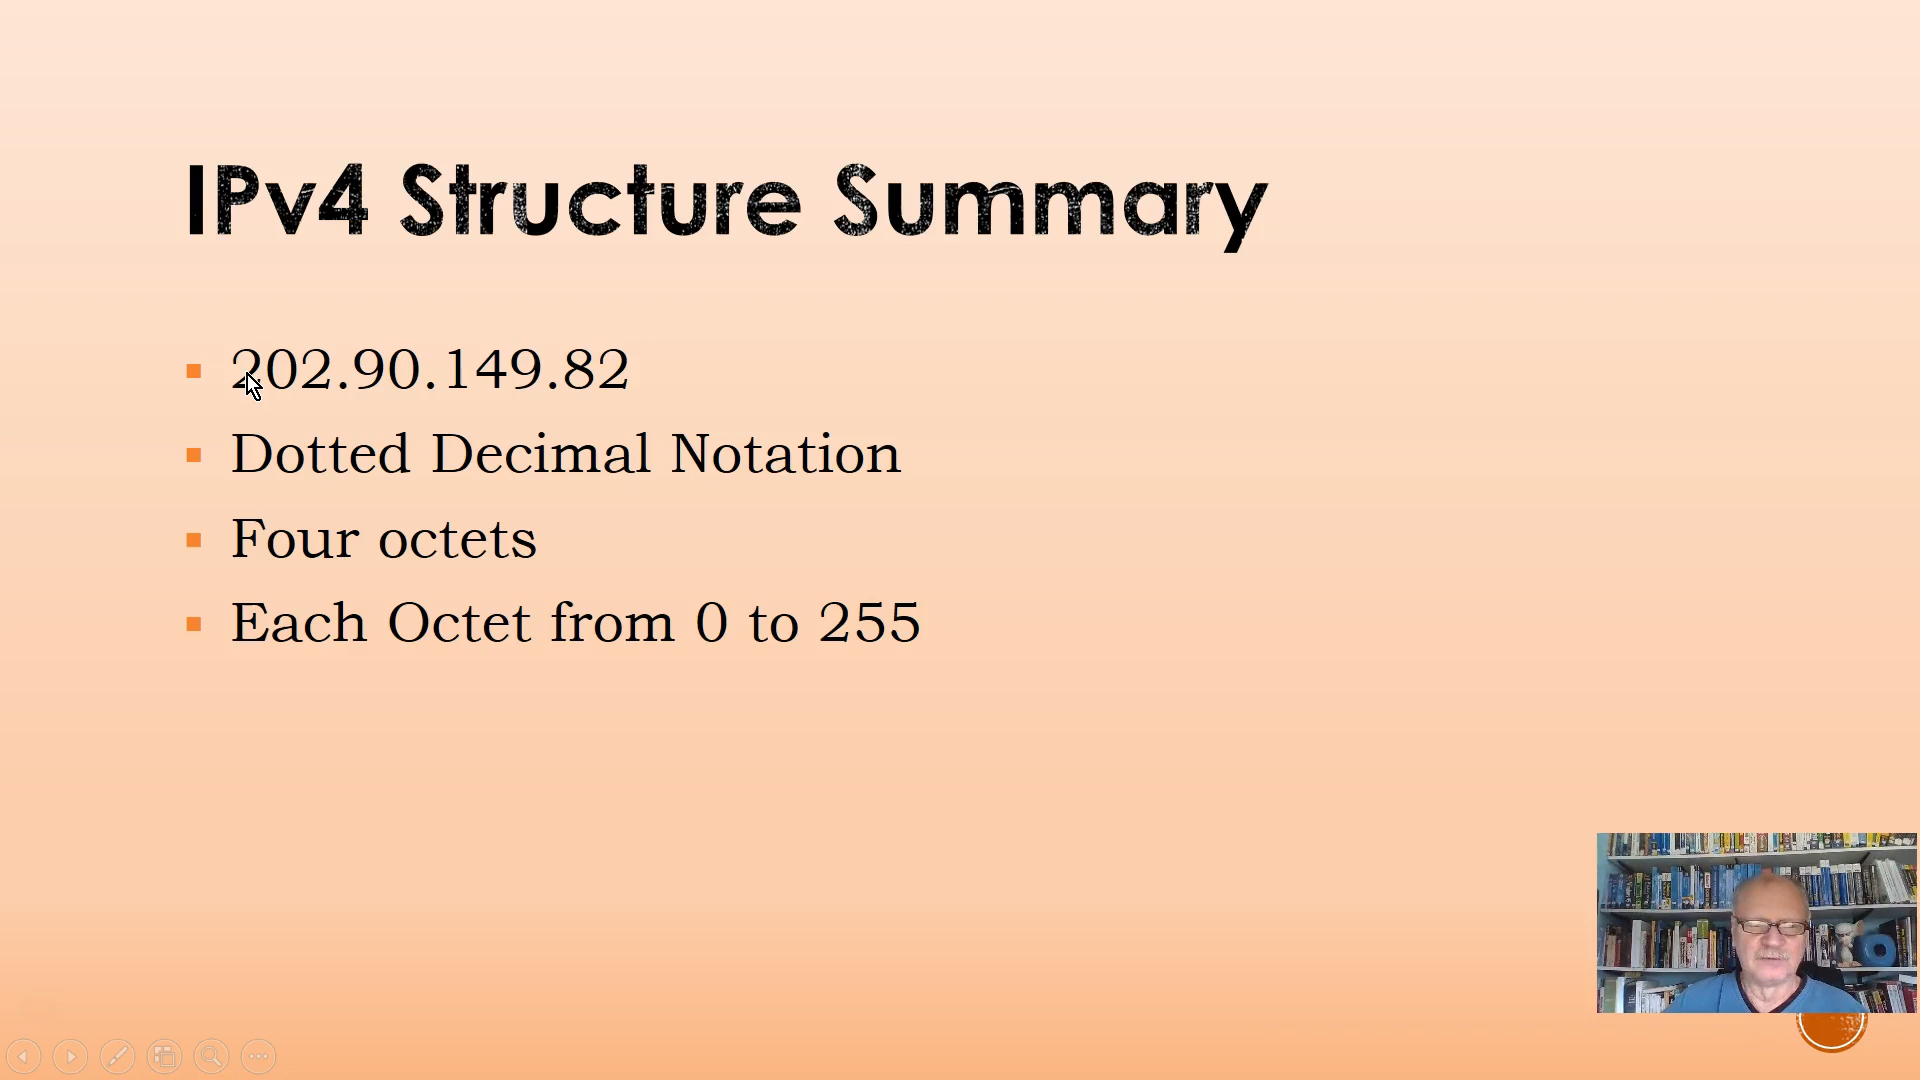 IPv4 Structure Summary
202.90.149.82
Dotted Decimal Notation
Four octets
Each Octet from 0 to 255